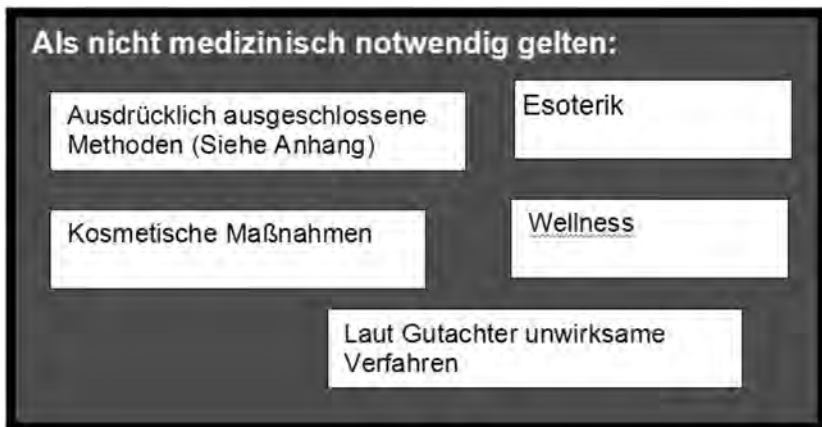 Als nicht medizinisch notwendig gelten:
Ausdrücklich ausgeschlossene
Methoden (Siehe Anhang)
Esoterik
Kosmetische Maßnahmen
Wellness
Laut Gutachter unwirksame
Verfahren